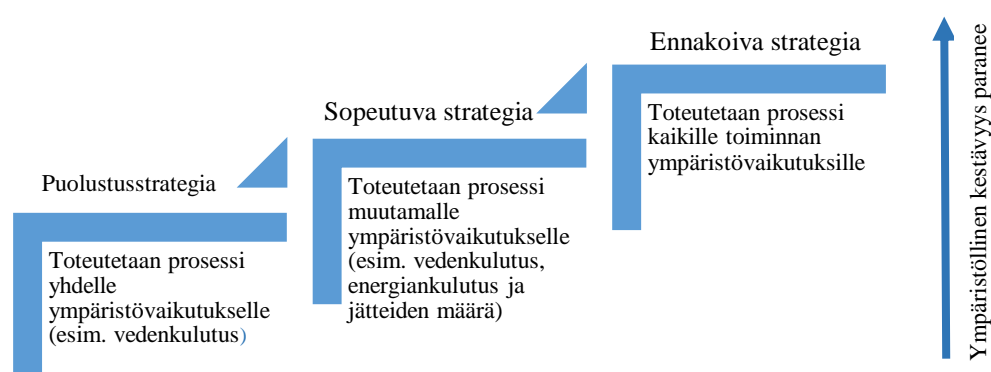 Puolustusstrategia
Toteutetaan prosessi
yhdelle
ympäristövaikutukselle
(esim. vedenkulutus)
Sopeutuva strategia
Toteutetaan prosessi
muutamalle
ympäristövaikutukselle
(esim. vedenkulutus,
energiankulutus ja
jätteiden määrä)
Ennakoiva strategia
Toteutetaan prosessi
kaikille toiminnan
ympäristövaikutuksille
Ympäristöllinen kestävyys paranee